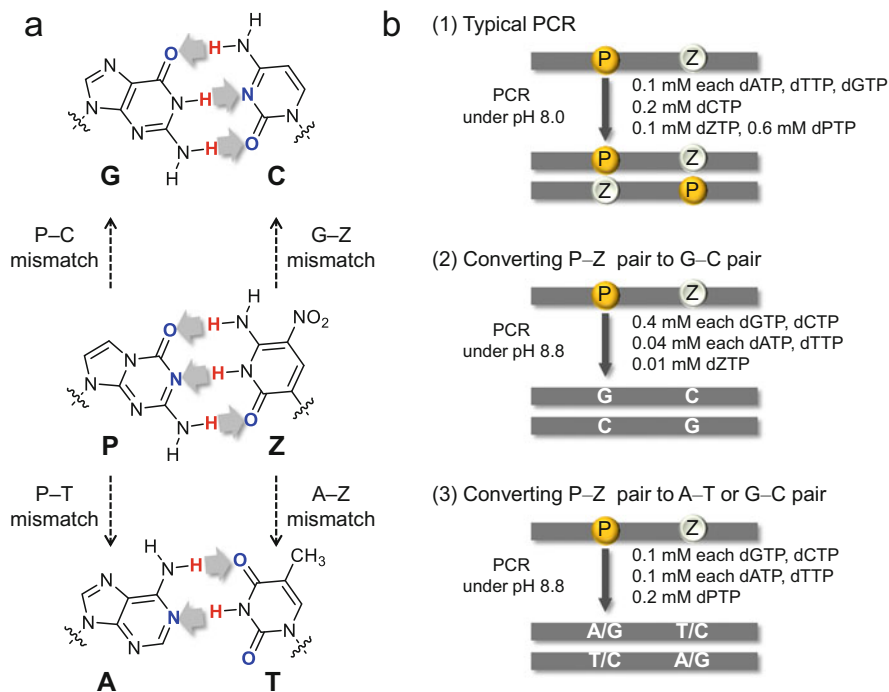 a
O
H
H
N
N
N
N
N
H
N
N
N
H
O
N
H
G
C
P–C
mismatch
G–Z
mismatch
H
O
H
N
NO₂
N
N
H
N
N
N
N
H
O
H
P
Z
P–T
mismatch
A–Z
mismatch
H
N
H
O
CH₃
N
N
H
N
N
N
O
N
A
T
b
(1) Typical PCR
P
Z
PCR
under pH 8.0
0.1 mM each dATP, dTTP, dGTP
0.2 mM dCTP
0.1 mM dZTP, 0.6 mM dPTP
P
Z
Z
P
(2) Converting P–Z pair to G–C pair
P
Z
PCR
under pH 8.8
0.4 mM each dGTP, dCTP
0.04 mM each dATP, dTTP
0.01 mM dZTP
G
C
C
G
(3) Converting P–Z pair to A–T or G–C pair
P
Z
PCR
under pH 8.8
0.1 mM each dGTP, dCTP
0.1 mM each dATP, dTTP
0.2 mM dPTP
A/G
T/C
T/C
A/G